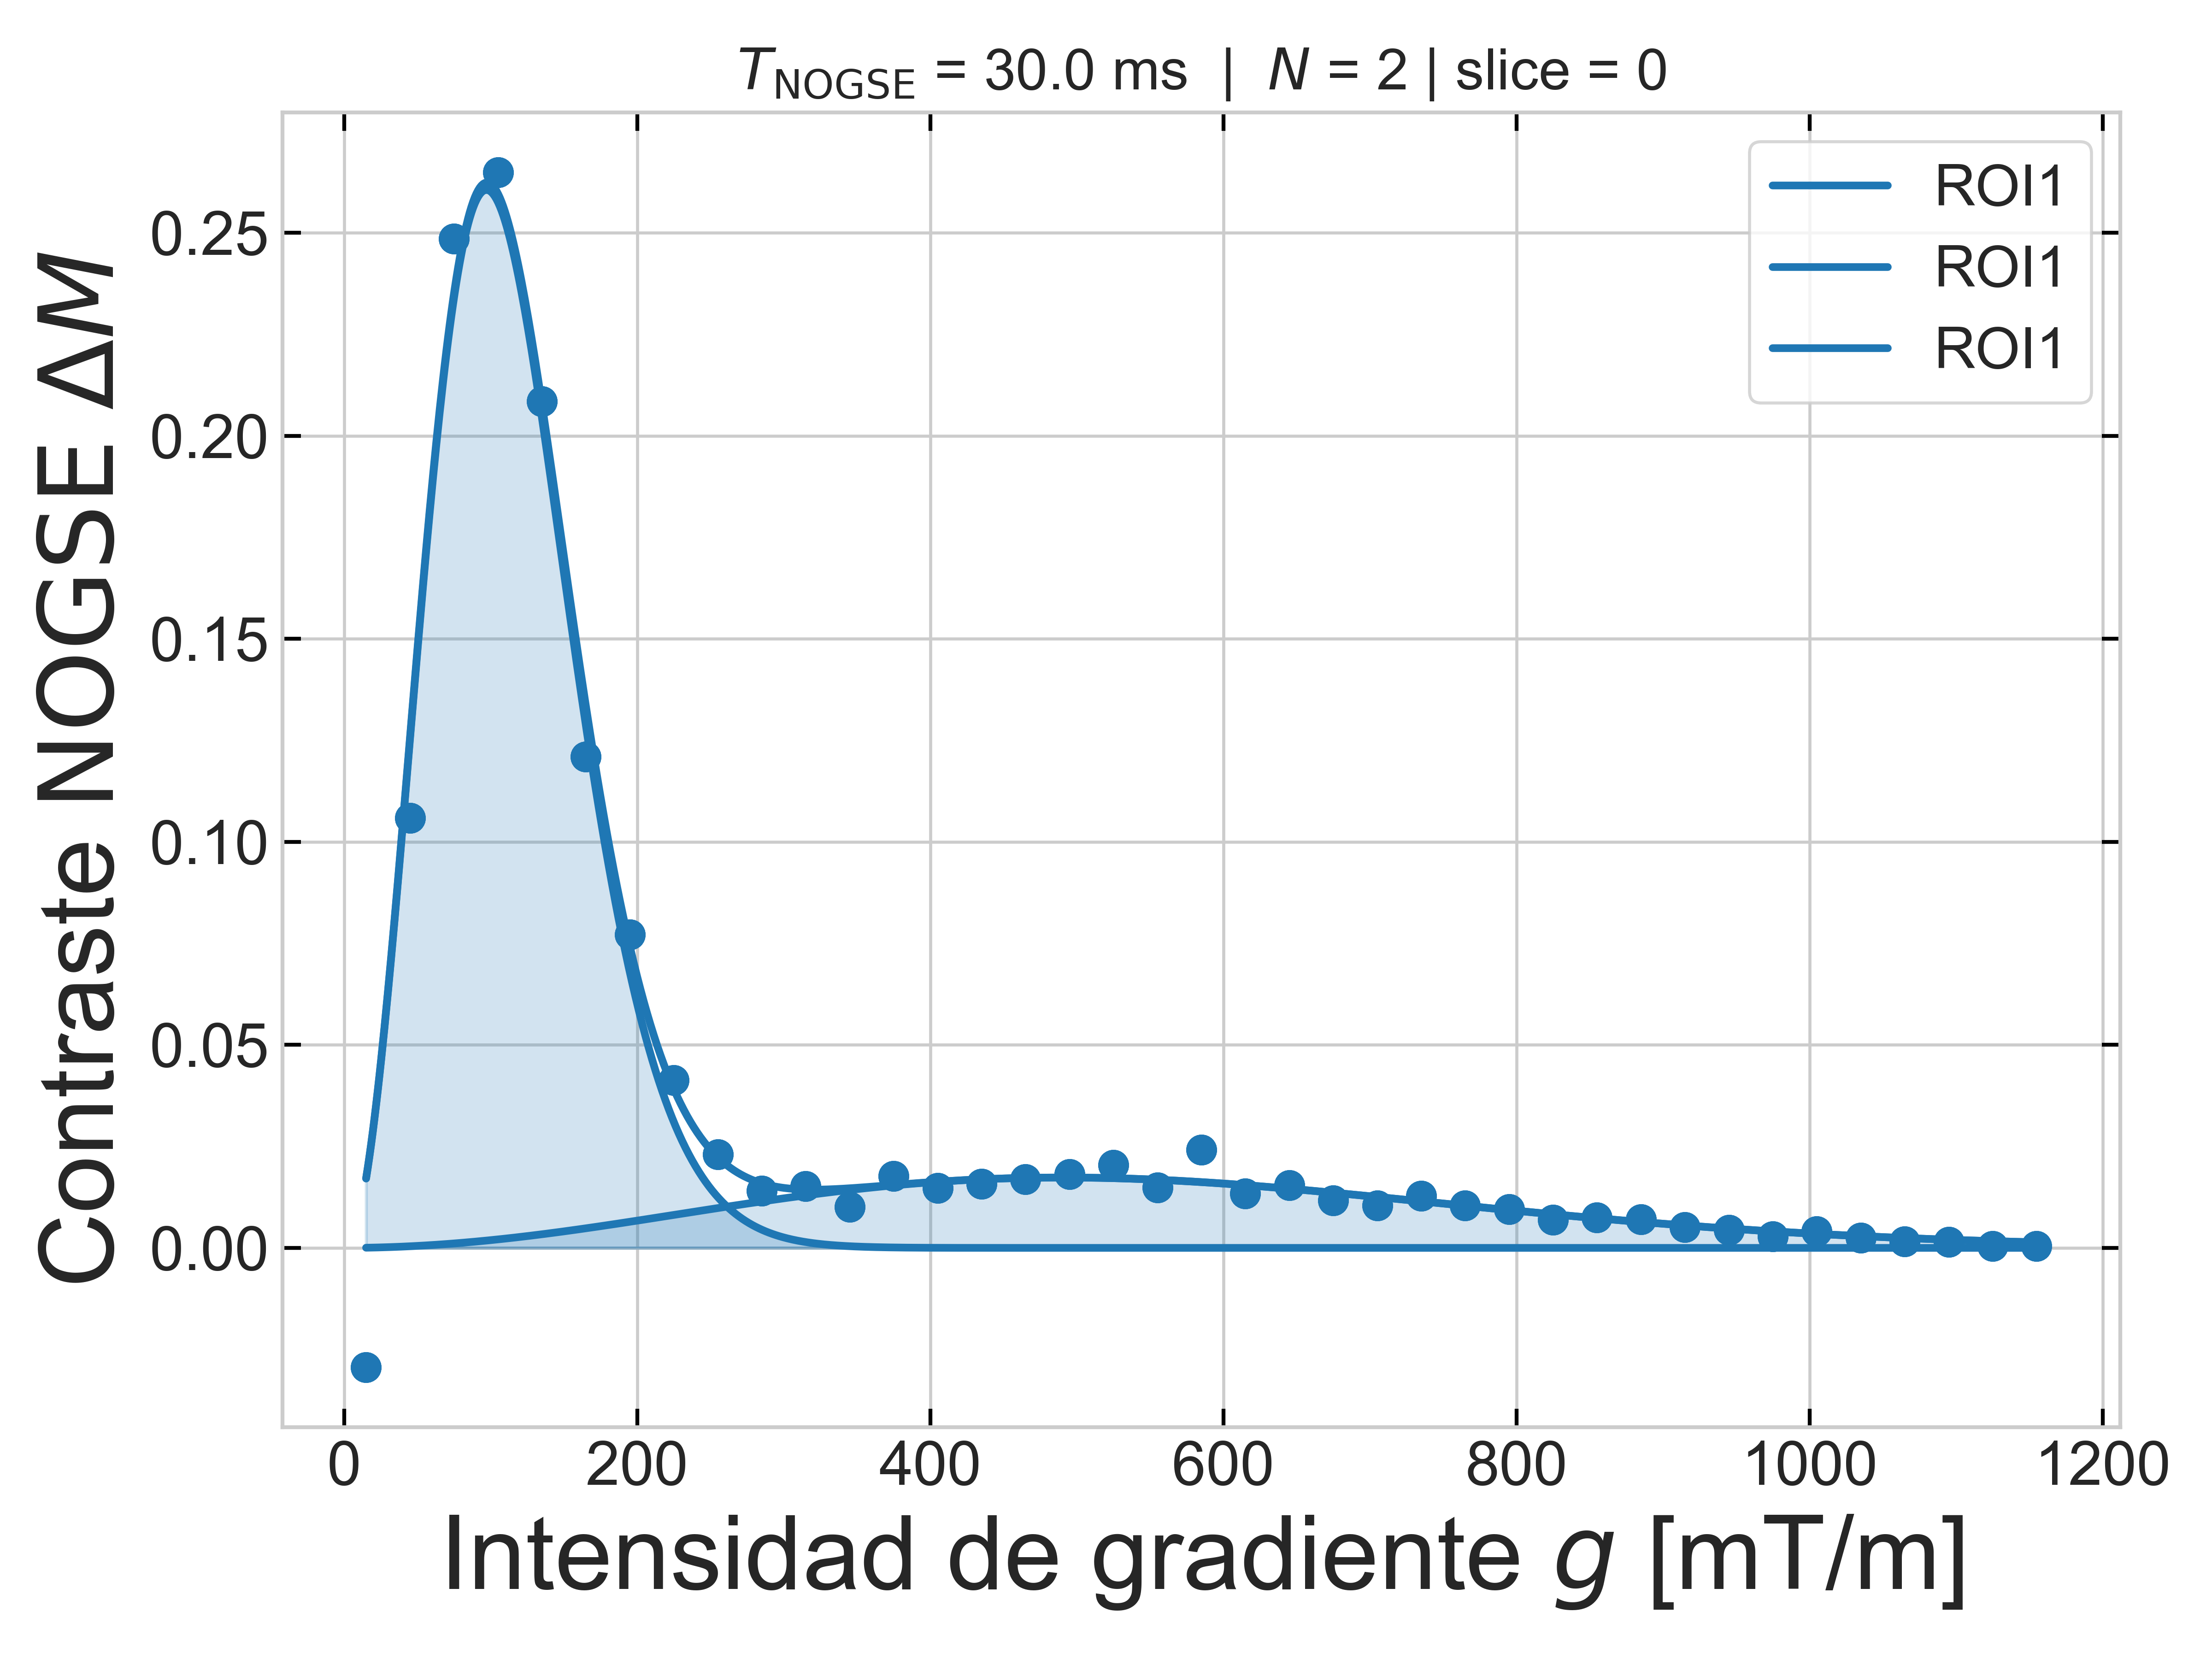 T_NOGSE = 30.0 ms | N = 2 | slice = 0
ROI1
ROI1
ROI1
Contraste NOGSE ΔM
0.25
0.20
0.15
0.10
0.05
0.00
0 200 400 600 800 1000 1200
Intensidad de gradiente g [mT/m]